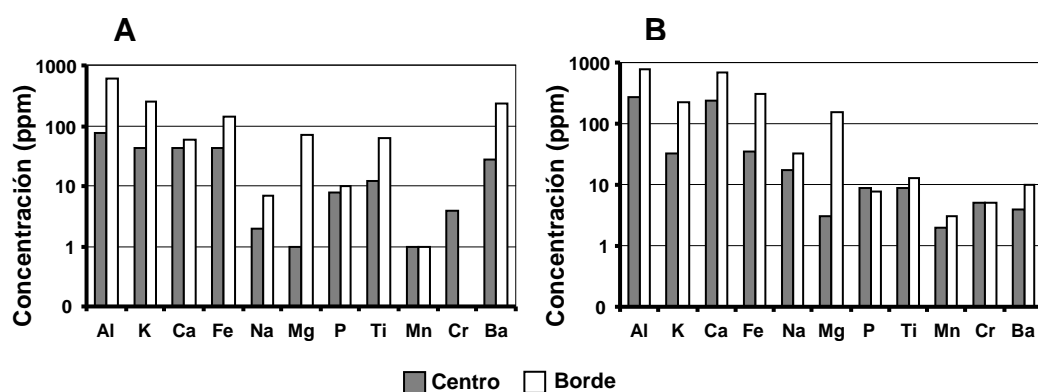 A
Concentración (ppm)
1000
100
10
1
0
Al K Ca Fe Na Mg P Ti Mn Cr Ba
B
Concentración (ppm)
1000
100
10
1
0
Al K Ca Fe Na Mg P Ti Mn Cr Ba
Centro Borde